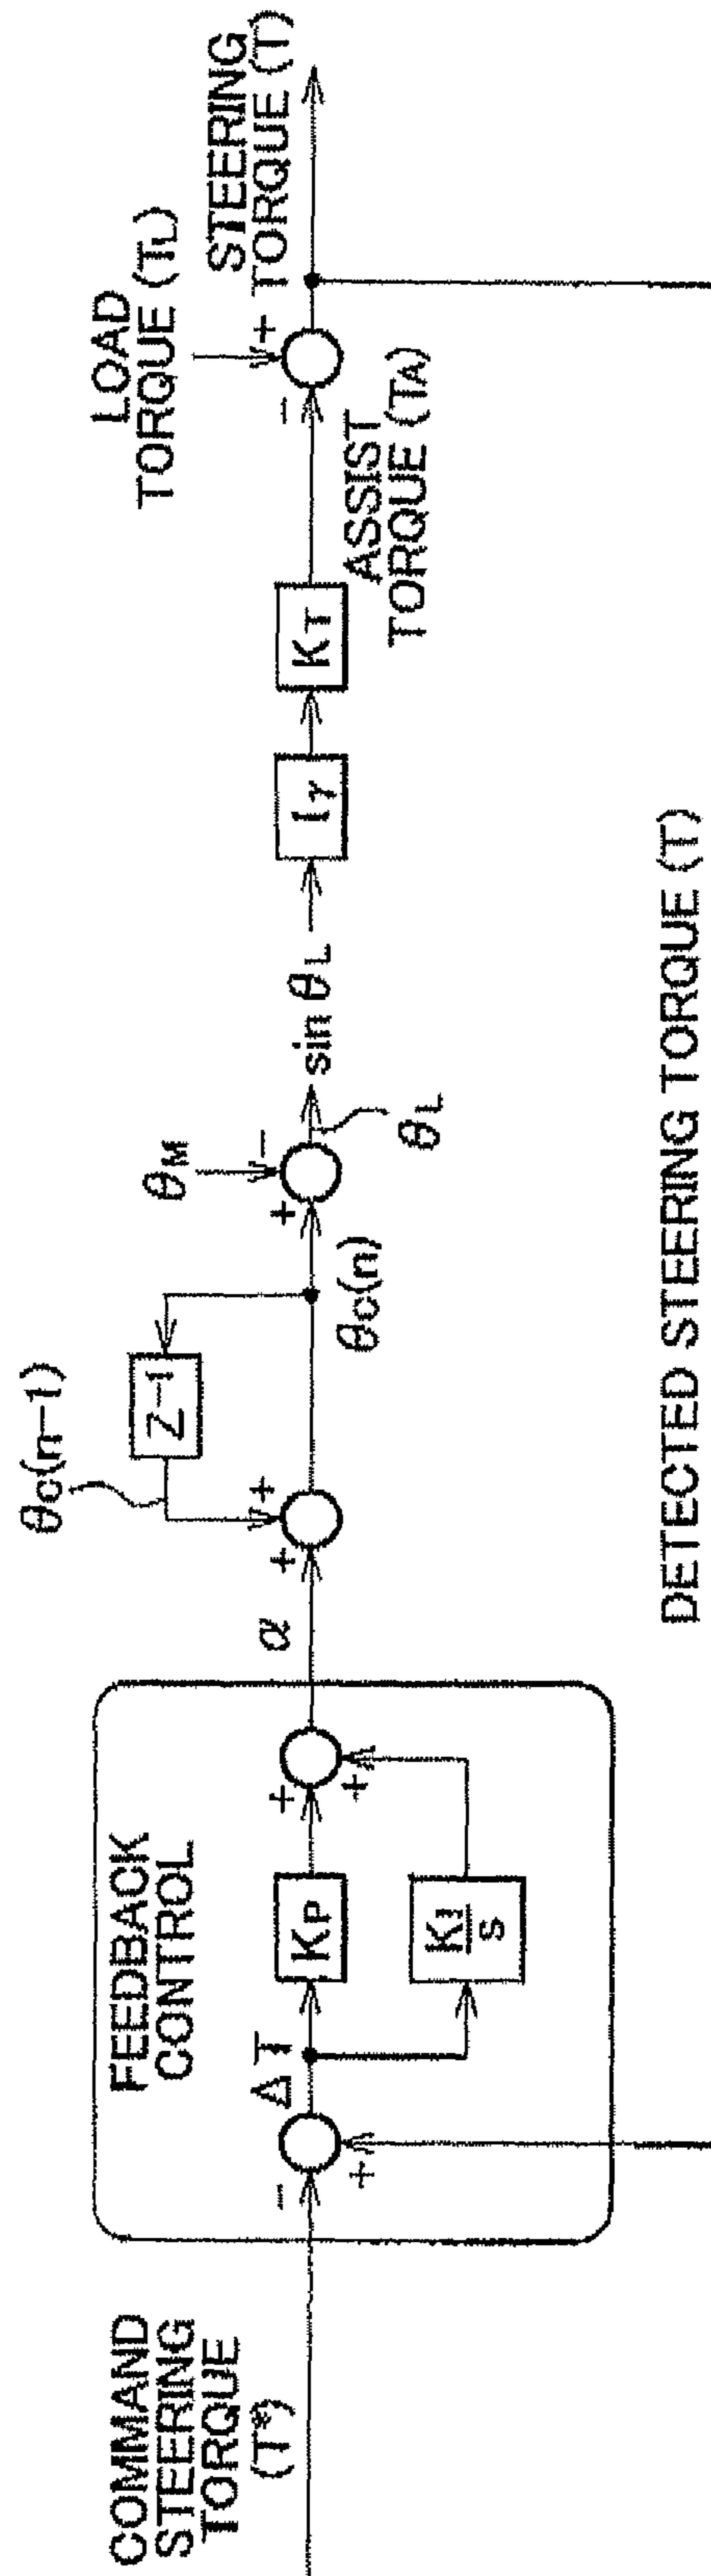 COMMAND
STEERING
TORQUE
(T*)
FEEDBACK
CONTROL
−
+
ΔT
KP
KI
S
+
+
α
+
+
θC(n−1)
Z−1
θC(n)
+
θM
−
θL
sin θL
Iγ
KT
ASSIST
TORQUE (TA)
−
+
LOAD
TORQUE (TL)
STEERING
TORQUE (T)
DETECTED STEERING TORQUE (T)